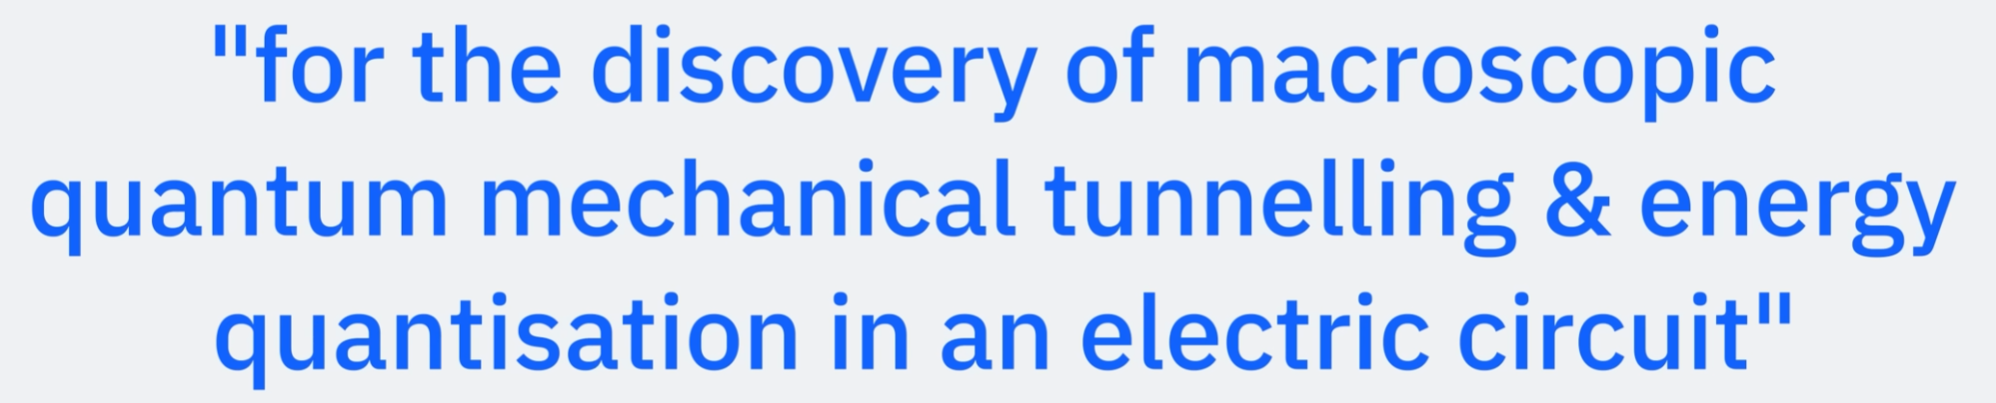 "for the discovery of macroscopic
quantum mechanical tunnelling & energy
quantisation in an electric circuit"